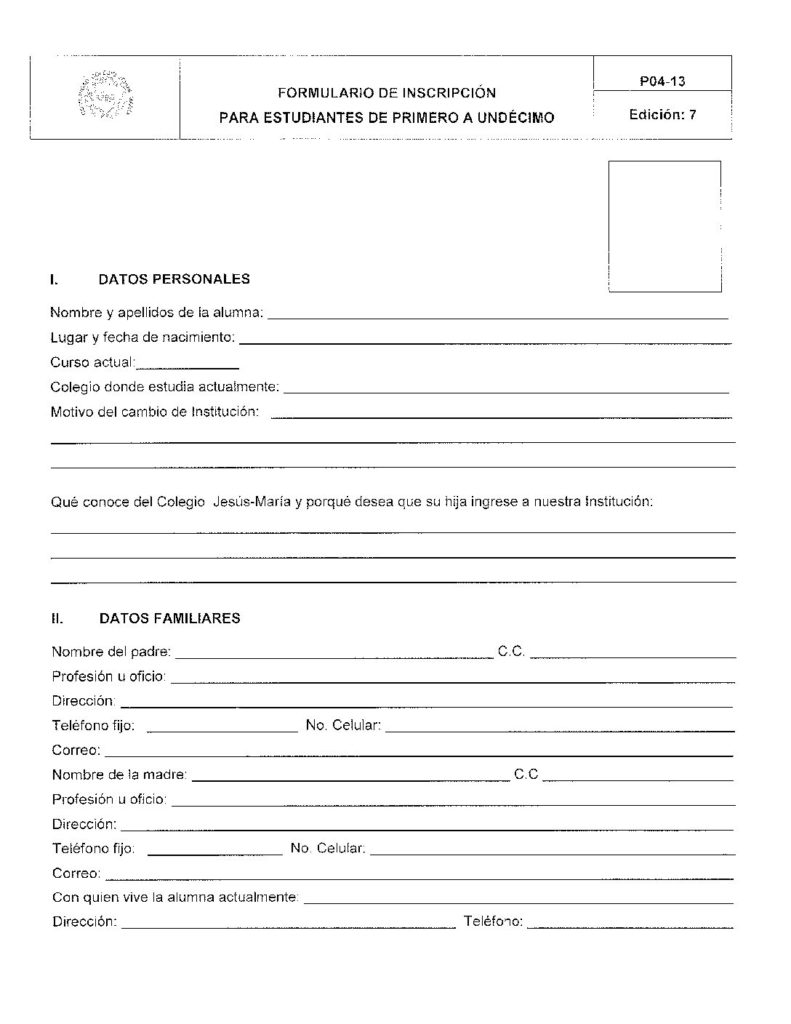 FORMULARIO DE INSCRIPCIÓN
PARA ESTUDIANTES DE PRIMERO A UNDÉCIMO
P04-13
Edición: 7
I. DATOS PERSONALES
Nombre y apellidos de la alumna:
Lugar y fecha de nacimiento:
Curso actual:
Colegio donde estudia actualmente:
Motivo del cambio de Institución:
Qué conoce del Colegio Jesús-María y porqué desea que su hija ingrese a nuestra Institución:
II. DATOS FAMILIARES
Nombre del padre: C.C.
Profesión u oficio:
Dirección:
Teléfono fijo: No. Celular:
Correo:
Nombre de la madre: C.C
Profesión u oficio:
Dirección:
Teléfono fijo: No. Celular:
Correo:
Con quien vive la alumna actualmente:
Dirección: Teléfono: